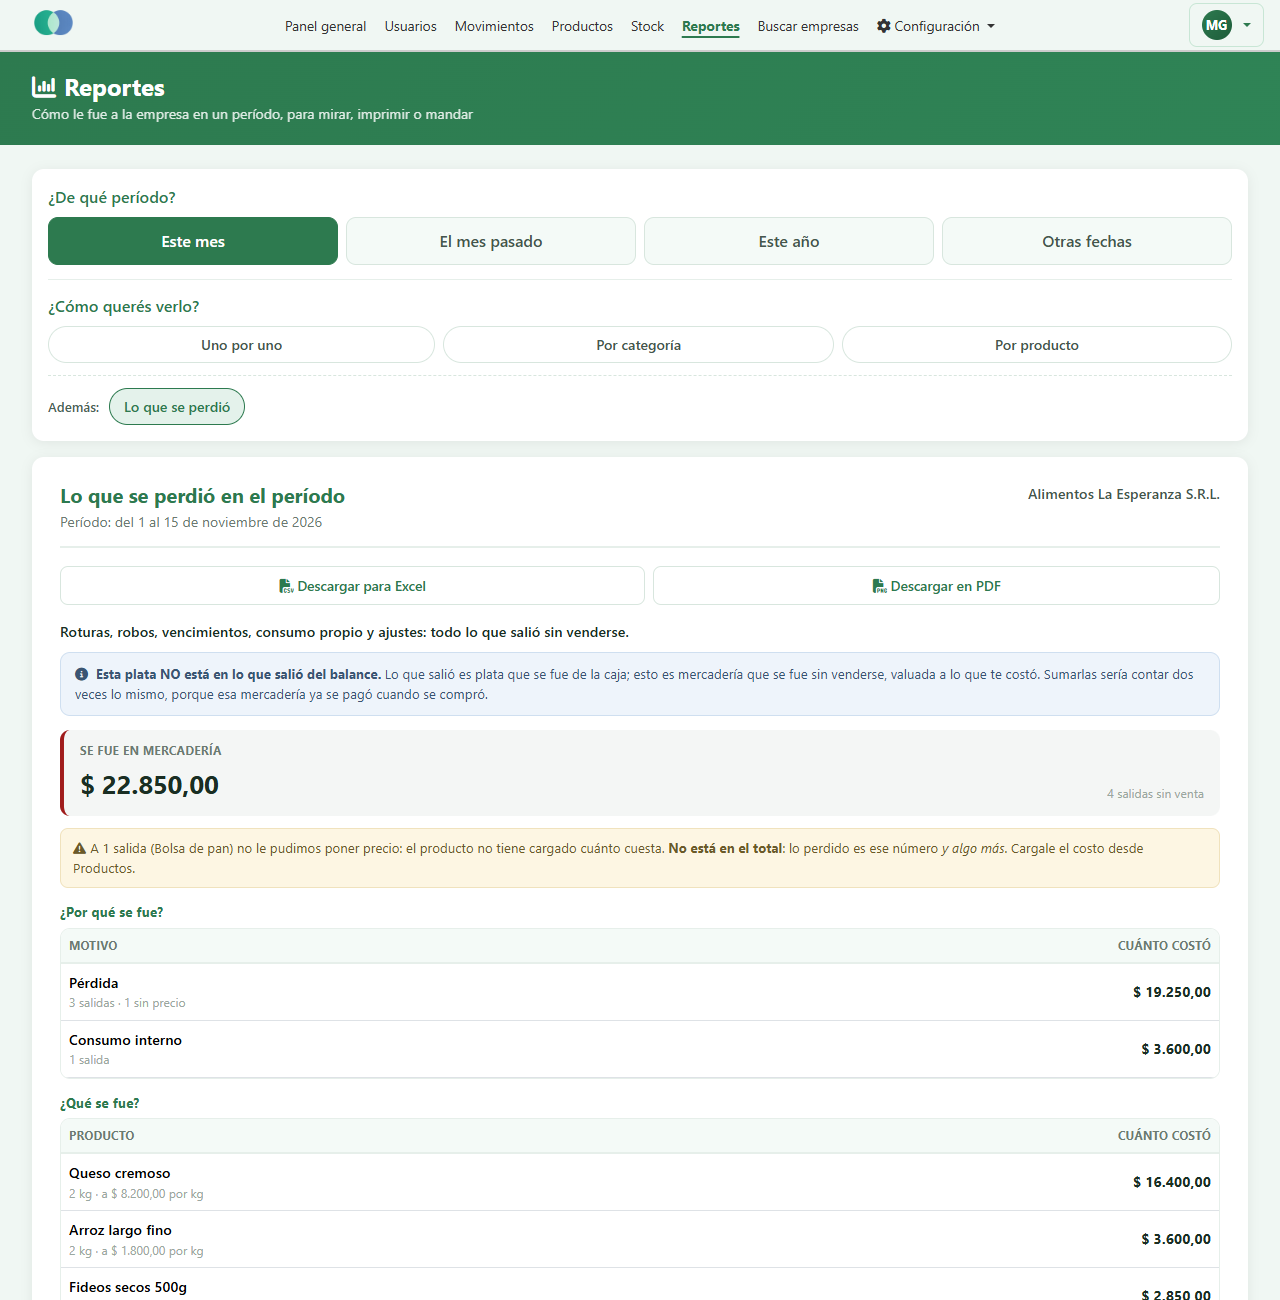 Panel general
Usuarios
Movimientos
Productos
Stock
Reportes
Buscar empresas
Configuración
MG
Reportes
Cómo le fue a la empresa en un período, para mirar, imprimir o mandar
¿De qué período?
Este mes
El mes pasado
Este año
Otras fechas
¿Cómo querés verlo?
Uno por uno
Por categoría
Por producto
Además:
Lo que se perdió
Lo que se perdió en el período
Alimentos La Esperanza S.R.L.
Período: del 1 al 15 de noviembre de 2026
Descargar para Excel
Descargar en PDF
Roturas, robos, vencimientos, consumo propio y ajustes: todo lo que salió sin venderse.
Esta plata NO está en lo que salió del balance. Lo que salió es plata que se fue de la caja; esto es mercadería que se fue sin venderse, valuada a lo que te costó. Sumarlas sería contar dos
veces lo mismo, porque esa mercadería ya se pagó cuando se compró.
SE FUE EN MERCADERÍA
$ 22.850,00
4 salidas sin venta
A 1 salida (Bolsa de pan) no le pudimos poner precio: el producto no tiene cargado cuánto cuesta. No está en el total: lo perdido es ese número y algo más. Cargale el costo desde
Productos.
¿Por qué se fue?
MOTIVO
CUÁNTO COSTÓ
Pérdida
3 salidas · 1 sin precio
$ 19.250,00
Consumo interno
1 salida
$ 3.600,00
¿Qué se fue?
PRODUCTO
CUÁNTO COSTÓ
Queso cremoso
2 kg · a $ 8.200,00 por kg
$ 16.400,00
Arroz largo fino
2 kg · a $ 1.800,00 por kg
$ 3.600,00
Fideos secos 500g
$ 2.850,00